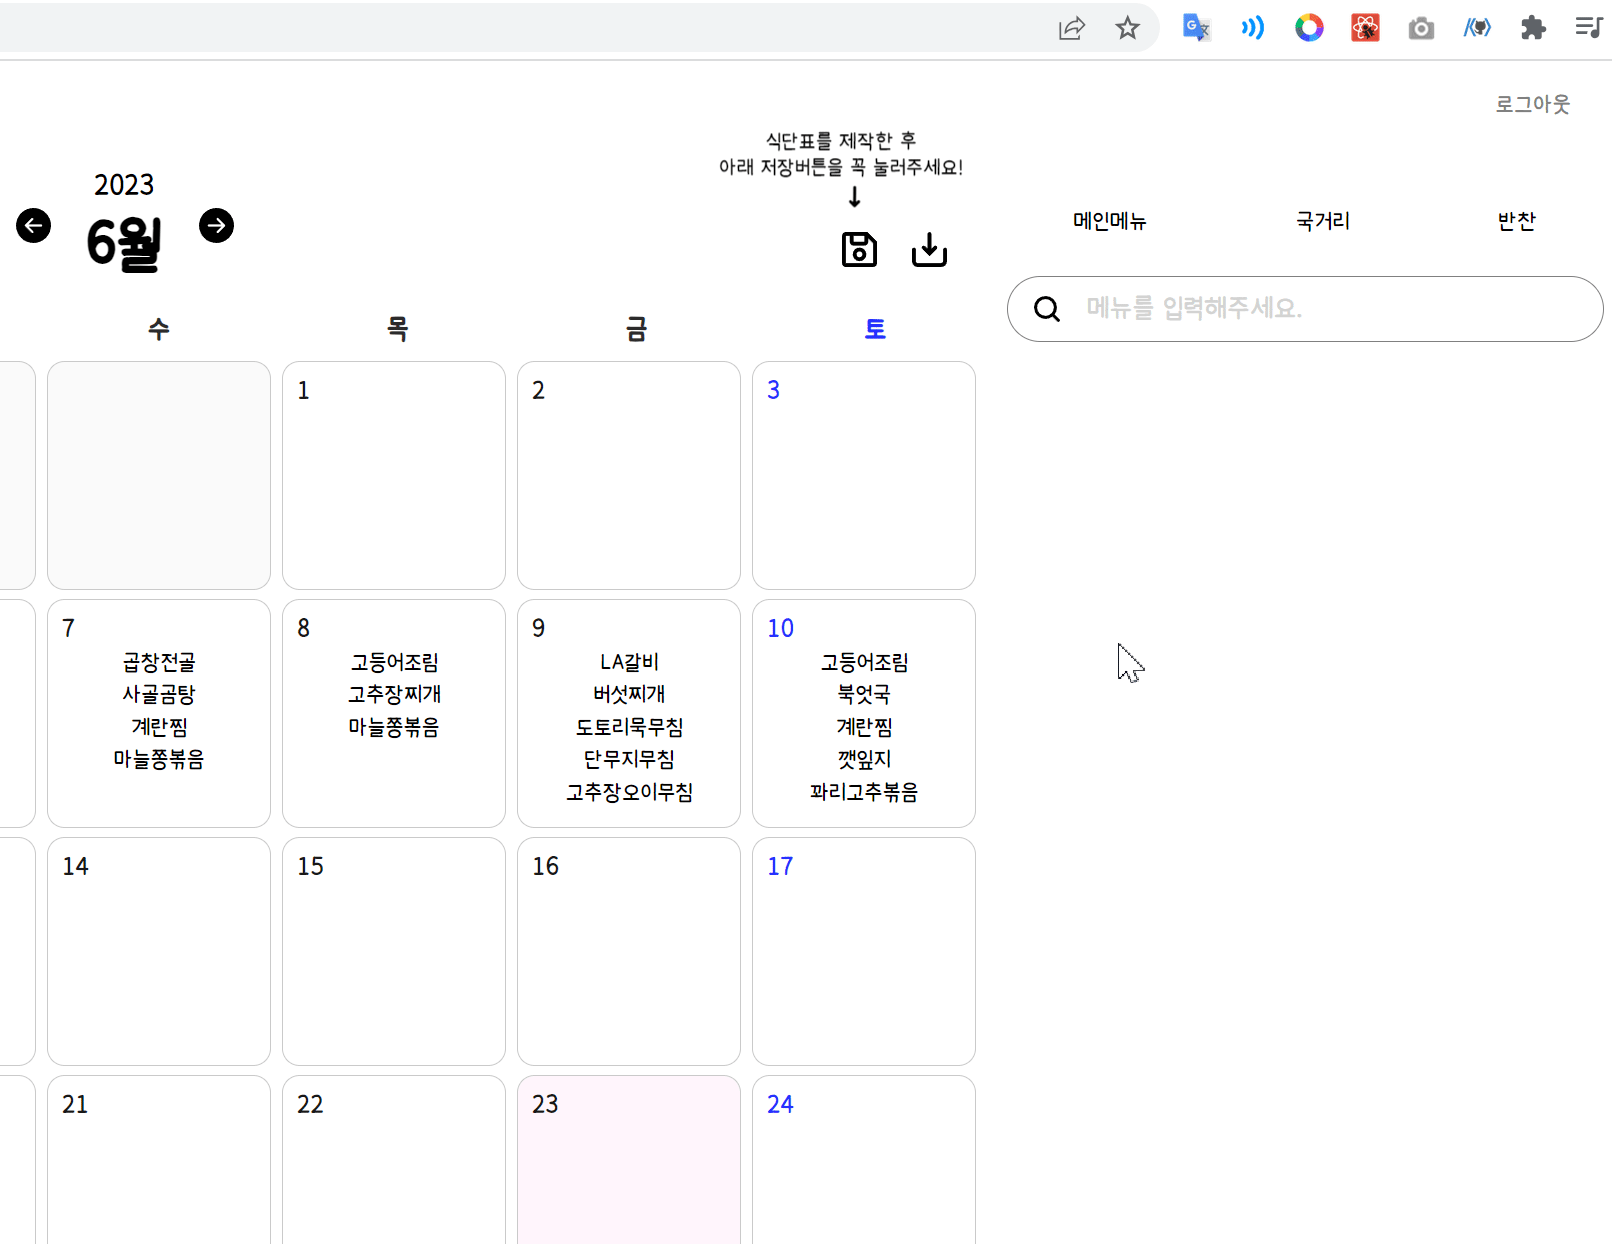 로그아웃
식단표를 제작한 후
아래 저장버튼을 꼭 눌러주세요!
2023
6월
메인메뉴 국거리 반찬
메뉴를 입력해주세요.
수 목 금 토
1 2 3
7 8 9 10
곱창전골
사골곰탕
계란찜
마늘쫑볶음
고등어조림
고추장찌개
마늘쫑볶음
LA갈비
버섯찌개
도토리묵무침
단무지무침
고추장오이무침
고등어조림
북엇국
계란찜
깻잎지
꽈리고추볶음
14 15 16 17
21 22 23 24